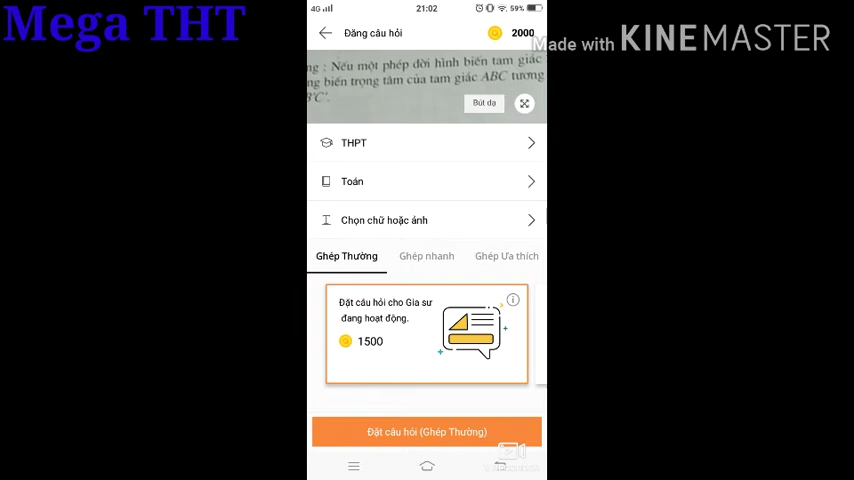 Mega THT
Made with KINEMASTER
4G 21:02 59%
Đăng câu hỏi 2000
ng : Nếu một phép dời hình biến tam giác
ng biến trọng tâm của tam giác ABC tương
B'C'.
Bút dạ
THPT
Toán
Chọn chữ hoặc ảnh
Ghép Thường Ghép nhanh Ghép Ưa thích
Đặt câu hỏi cho Gia sư
đang hoạt động.
1500
Đặt câu hỏi (Ghép Thường)